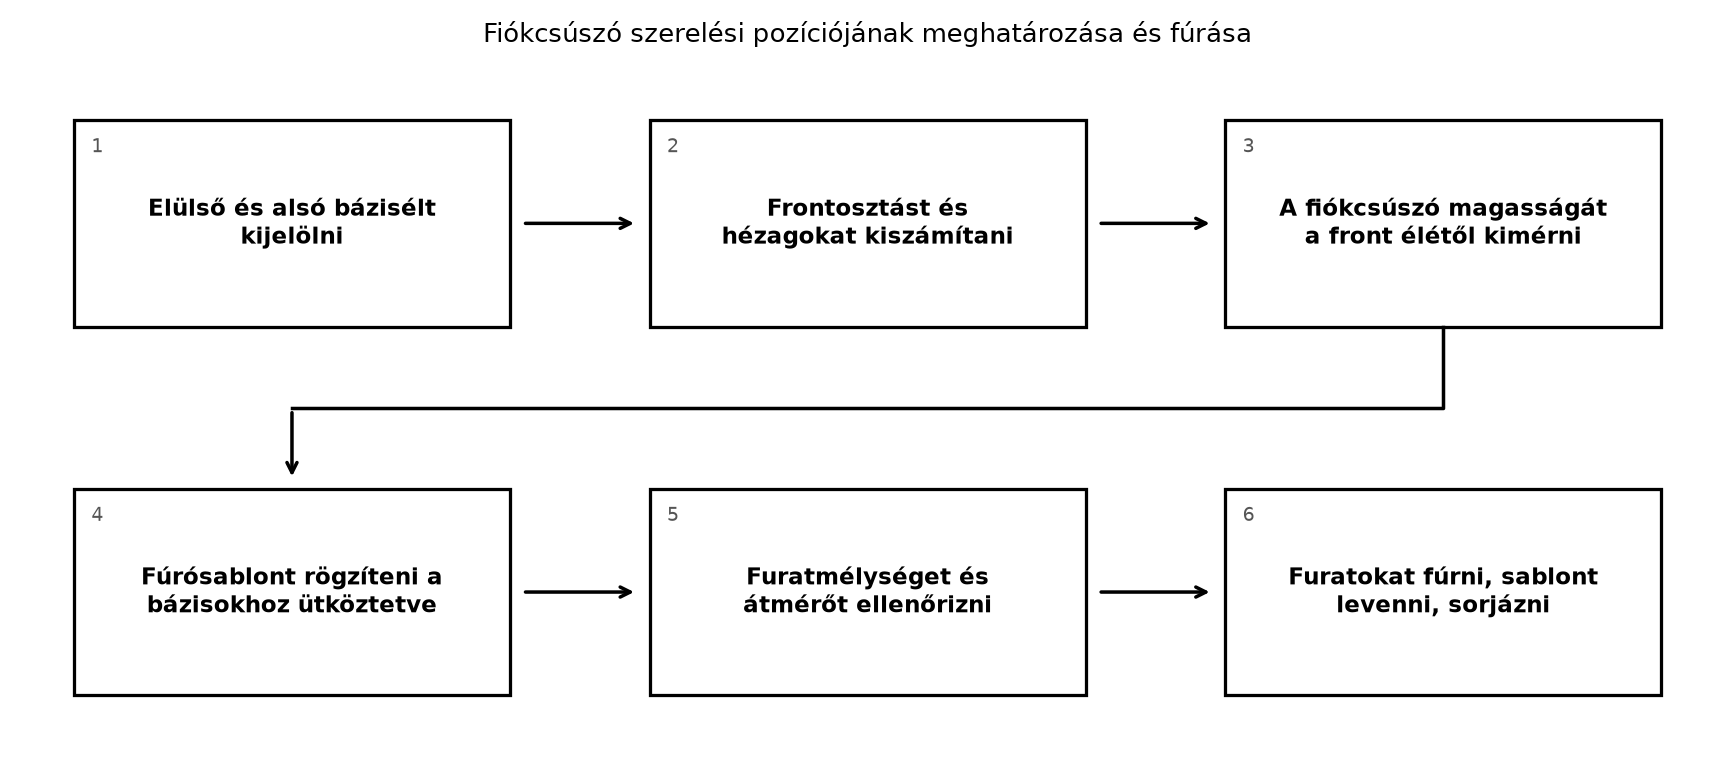 Fiókcsúszó szerelési pozíciójának meghatározása és fúrása
1
Elülső és alsó báziséIt
kijelölni
2
Frontosztást és
hézagokat kiszámítani
3
A fiókcsúszó magasságát
a front élétől kimérni
4
Fúrósablont rögzíteni a
bázisokhoz ütköztetve
5
Furatmélységet és
átmérőt ellenőrizni
6
Furatokat fúrni, sablont
levenni, sorjázni